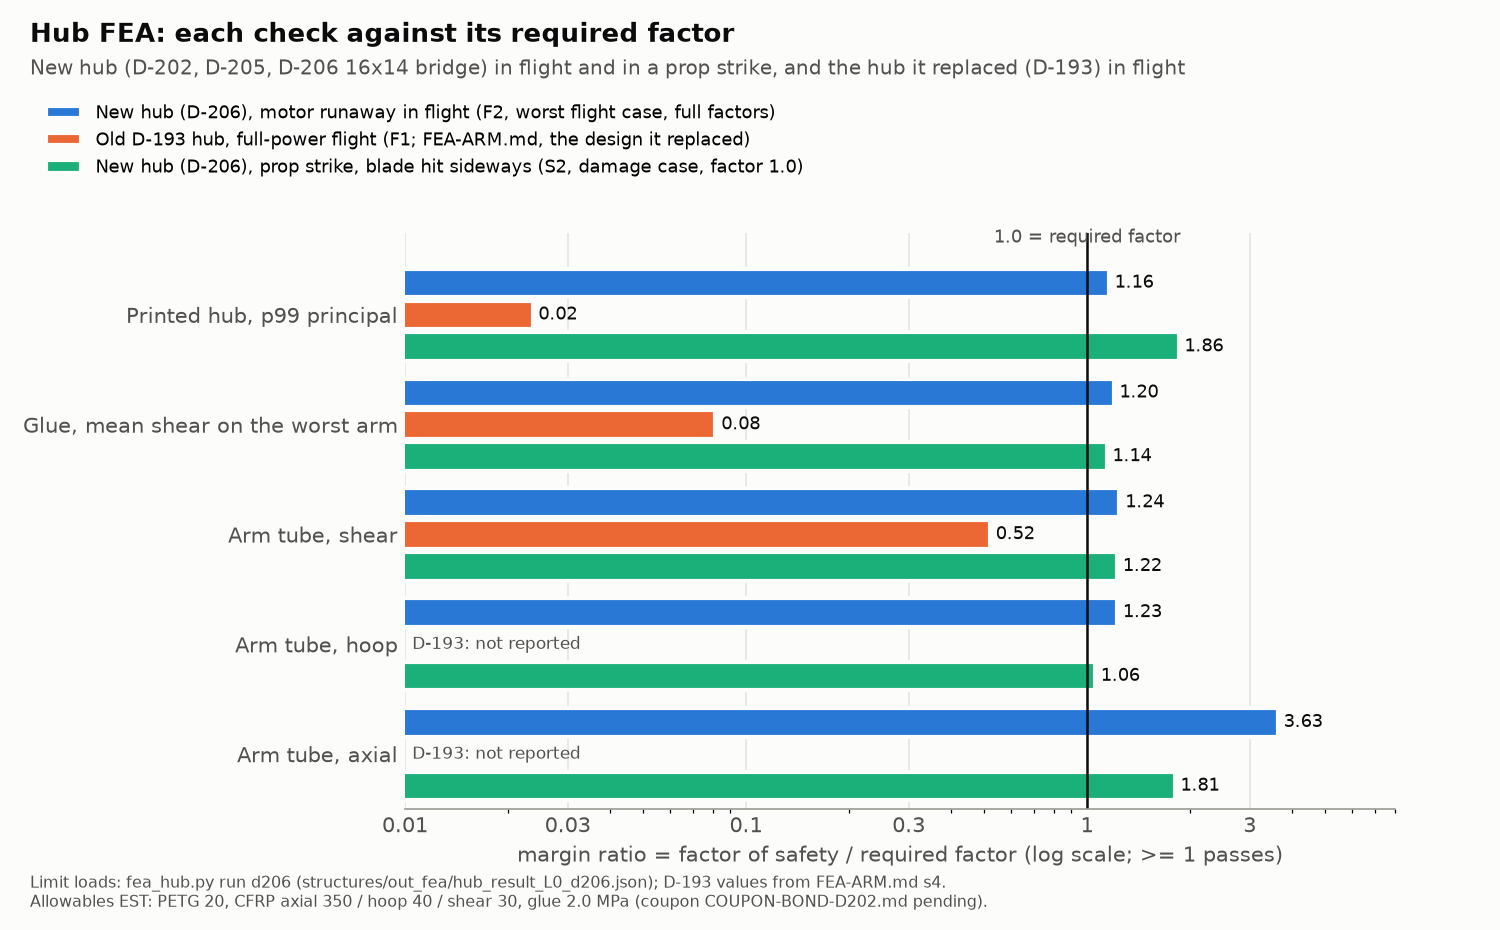 Hub FEA: each check against its required factor
New hub (D-202, D-205, D-206 16x14 bridge) in flight and in a prop strike, and the hub it replaced (D-193) in flight
New hub (D-206), motor runaway in flight (F2, worst flight case, full factors)
Old D-193 hub, full-power flight (F1; FEA-ARM.md, the design it replaced)
New hub (D-206), prop strike, blade hit sideways (S2, damage case, factor 1.0)
1.0 = required factor
Printed hub, p99 principal
1.16
0.02
1.86
Glue, mean shear on the worst arm
1.20
0.08
1.14
Arm tube, shear
1.24
0.52
1.22
Arm tube, hoop
1.23
D-193: not reported
1.06
Arm tube, axial
3.63
D-193: not reported
1.81
0.01 0.03 0.1 0.3 1 3
margin ratio = factor of safety / required factor (log scale; >= 1 passes)
Limit loads: fea_hub.py run d206 (structures/out_fea/hub_result_L0_d206.json); D-193 values from FEA-ARM.md s4.
Allowables EST: PETG 20, CFRP axial 350 / hoop 40 / shear 30, glue 2.0 MPa (coupon COUPON-BOND-D202.md pending).